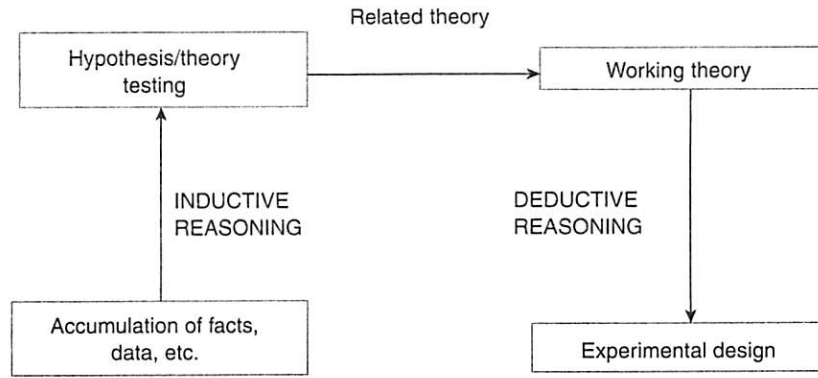 Related theory
Hypothesis/theory
testing
Working theory
INDUCTIVE
REASONING
DEDUCTIVE
REASONING
Accumulation of facts,
data, etc.
Experimental design